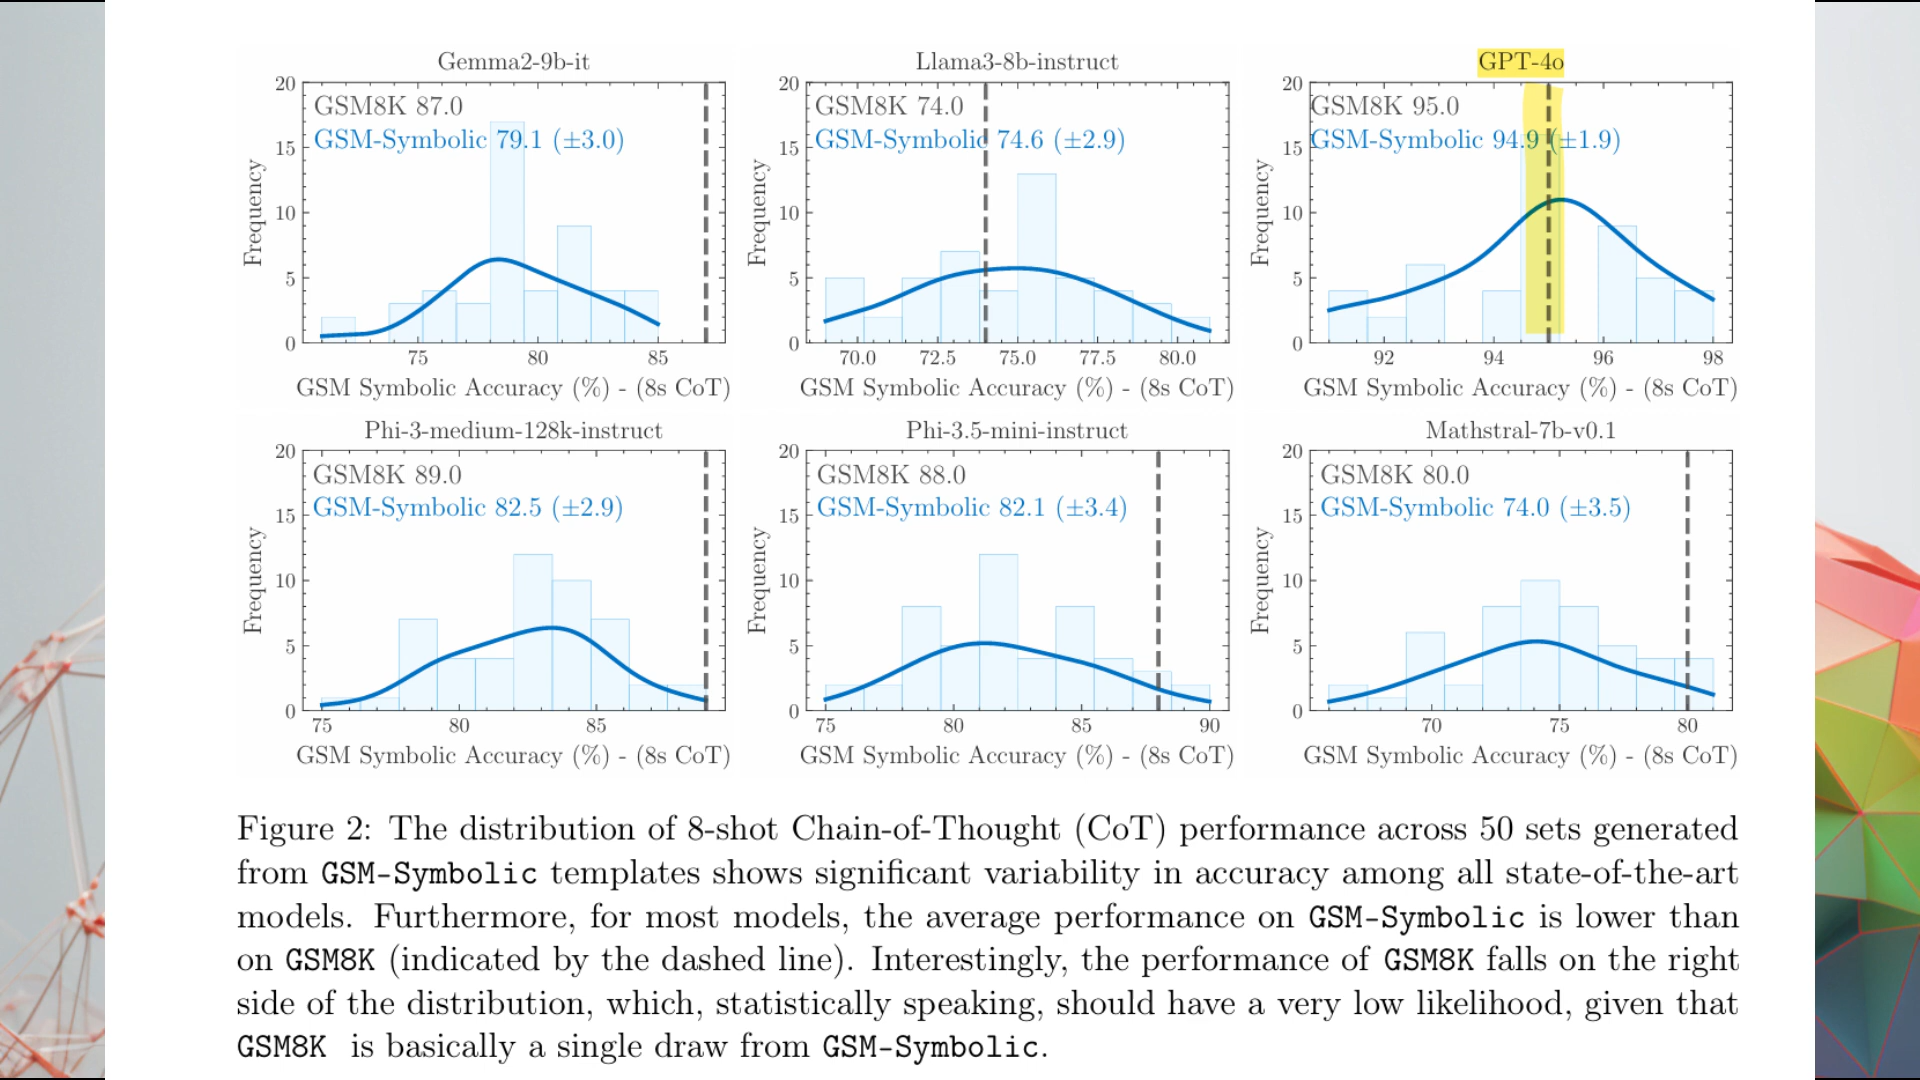 Gemma2-9b-it
GSM8K 87.0
GSM-Symbolic 79.1 (±3.0)
Frequency
20
15
10
5
0
75 80 85
GSM Symbolic Accuracy (%) - (8s CoT)
Llama3-8b-instruct
GSM8K 74.0
GSM-Symbolic 74.6 (±2.9)
Frequency
20
15
10
5
0
70.0 72.5 75.0 77.5 80.0
GSM Symbolic Accuracy (%) - (8s CoT)
GPT-4o
GSM8K 95.0
GSM-Symbolic 94.9 (±1.9)
Frequency
20
15
10
5
0
92 94 96 98
GSM Symbolic Accuracy (%) - (8s CoT)
Phi-3-medium-128k-instruct
GSM8K 89.0
GSM-Symbolic 82.5 (±2.9)
Frequency
20
15
10
5
0
75 80 85
GSM Symbolic Accuracy (%) - (8s CoT)
Phi-3.5-mini-instruct
GSM8K 88.0
GSM-Symbolic 82.1 (±3.4)
Frequency
20
15
10
5
0
75 80 85 90
GSM Symbolic Accuracy (%) - (8s CoT)
Mathstral-7b-v0.1
GSM8K 80.0
GSM-Symbolic 74.0 (±3.5)
Frequency
20
15
10
5
0
70 75 80
GSM Symbolic Accuracy (%) - (8s CoT)
Figure 2: The distribution of 8-shot Chain-of-Thought (CoT) performance across 50 sets generated
from GSM-Symbolic templates shows significant variability in accuracy among all state-of-the-art
models. Furthermore, for most models, the average performance on GSM-Symbolic is lower than
on GSM8K (indicated by the dashed line). Interestingly, the performance of GSM8K falls on the right
side of the distribution, which, statistically speaking, should have a very low likelihood, given that
GSM8K is basically a single draw from GSM-Symbolic.